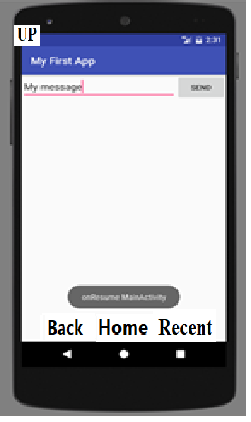 UP
2:31
My First App
My message
SEND
onResume MainActivity
Back Home Recent